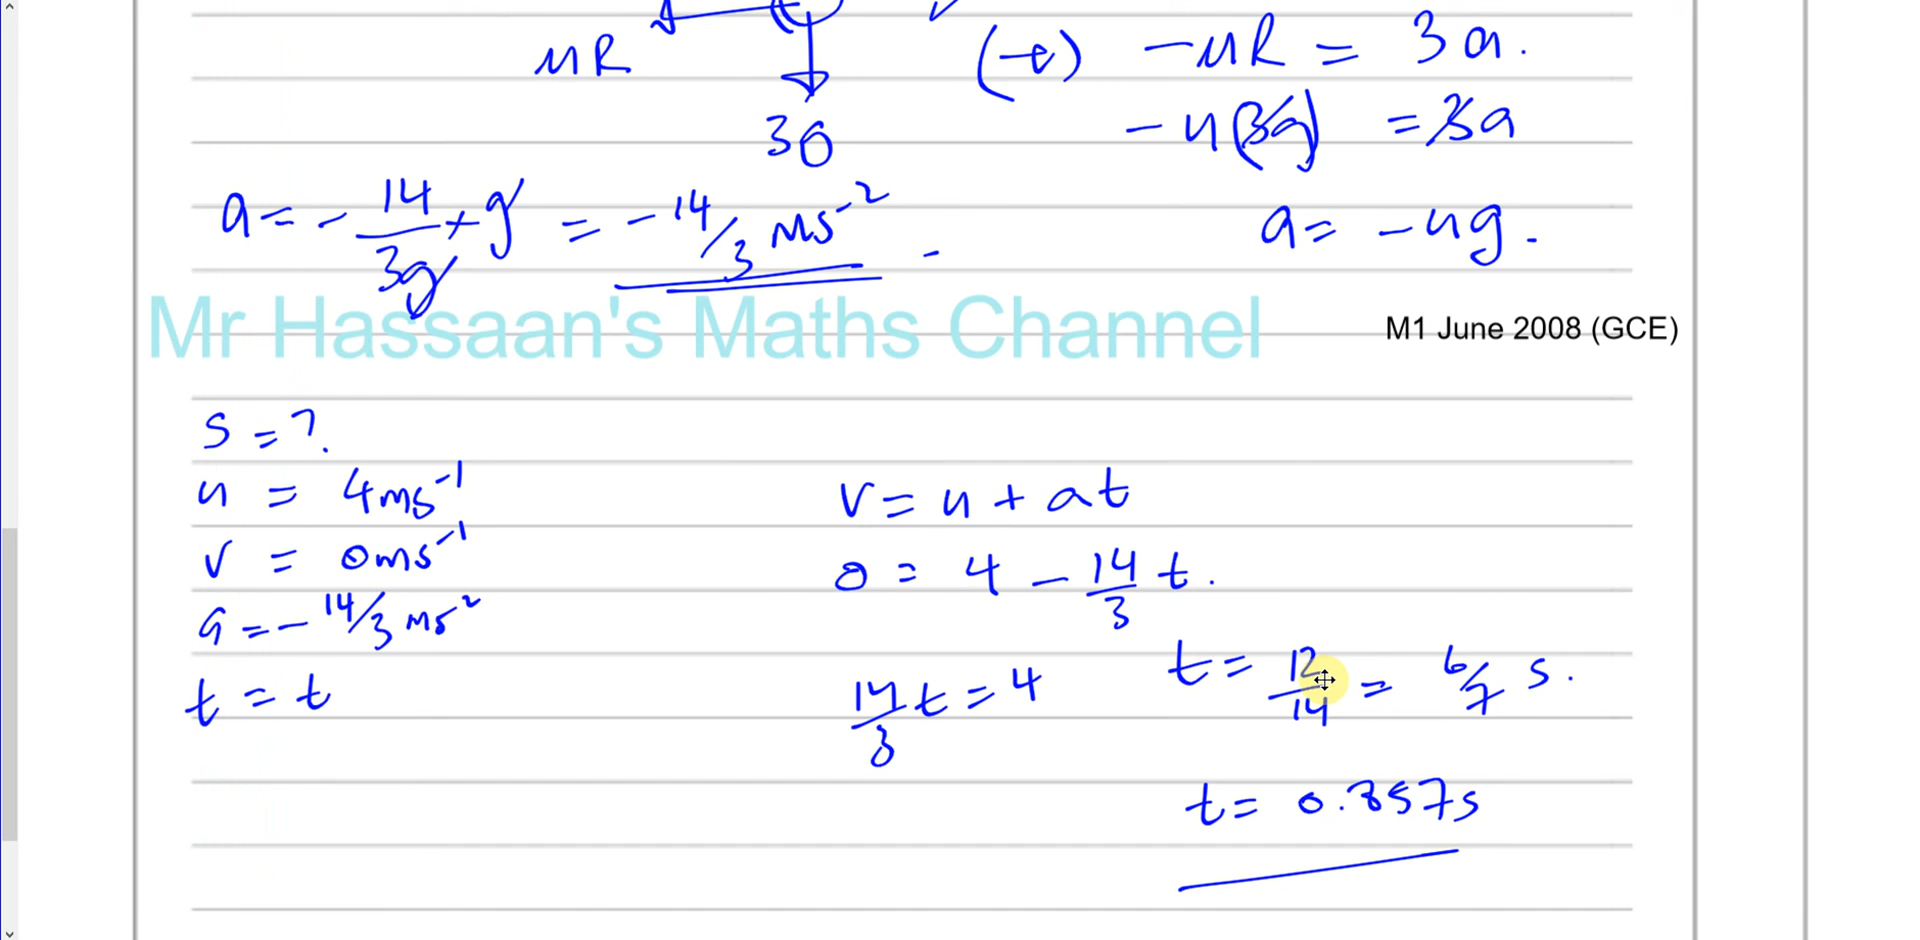 μR
3g
(→) -μR = 3a.
-μ(3g) = 3a
a = -14/3g × g = -14/3 ms⁻²
a = -μg.
Mr Hassaan's Maths Channel
M1 June 2008 (GCE)
s = ?
u = 4ms⁻¹
v = 0ms⁻¹
a = -14/3 ms²
t = t
v = u + at
0 = 4 - 14/3 t.
14/3 t = 4
t = 12/14 = 6/7 s.
t = 0.857s